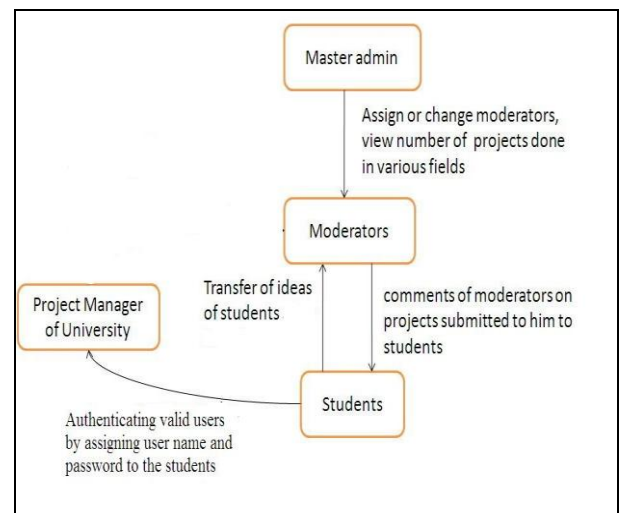 Master admin
Assign or change moderators,
view number of projects done
in various fields
Moderators
Transfer of ideas
of students
comments of moderators on
projects submitted to him to
students
Project Manager
of University
Students
Authenticating valid users
by assigning user name and
password to the students